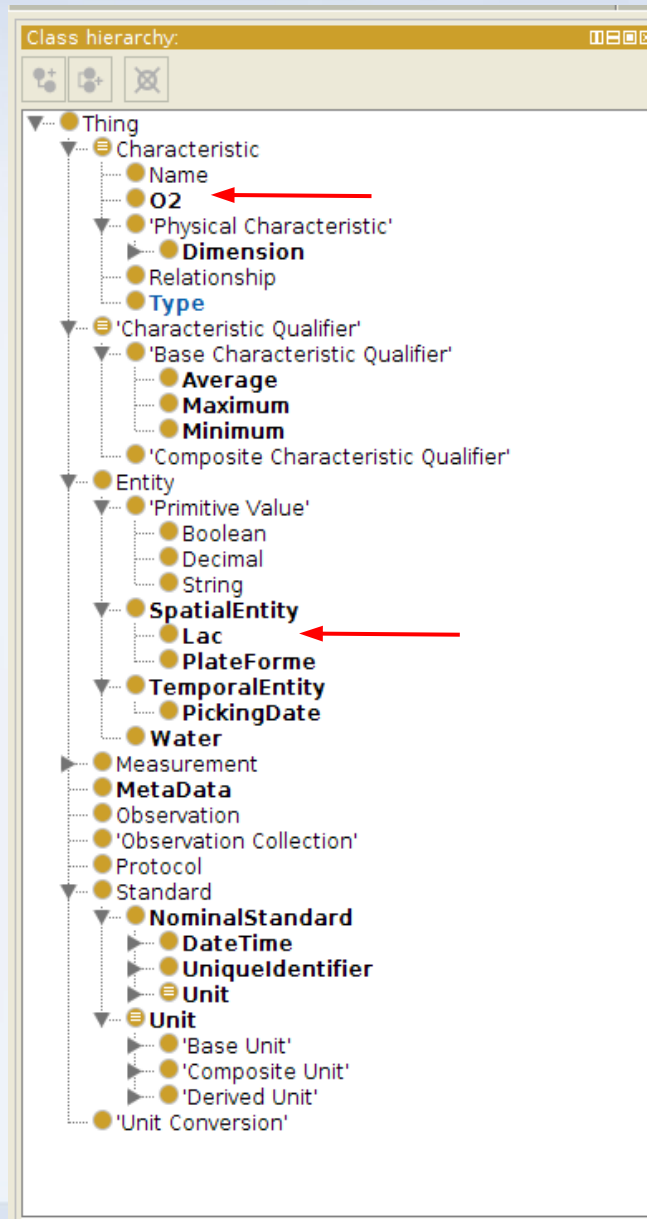 Class hierarchy:
Thing
Characteristic
Name
O2
'Physical Characteristic'
Dimension
Relationship
Type
'Characteristic Qualifier'
'Base Characteristic Qualifier'
Average
Maximum
Minimum
'Composite Characteristic Qualifier'
Entity
'Primitive Value'
Boolean
Decimal
String
SpatialEntity
Lac
PlateForme
TemporalEntity
PickingDate
Water
Measurement
MetaData
Observation
'Observation Collection'
Protocol
Standard
NominalStandard
DateTime
UniqueIdentifier
Unit
Unit
'Base Unit'
'Composite Unit'
'Derived Unit'
'Unit Conversion'